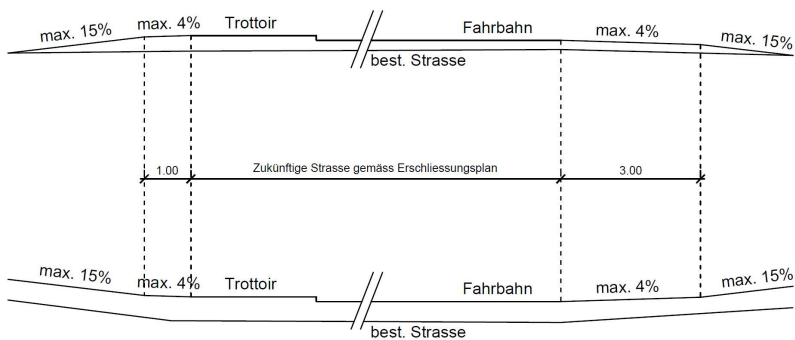 max. 15% max. 4% Trottoir Fahrbahn max. 4% max. 15%
best. Strasse
1.00 Zukünftige Strasse gemäss Erschliessungsplan 3.00
max. 15% max. 4% Trottoir Fahrbahn max. 4% max. 15%
best. Strasse